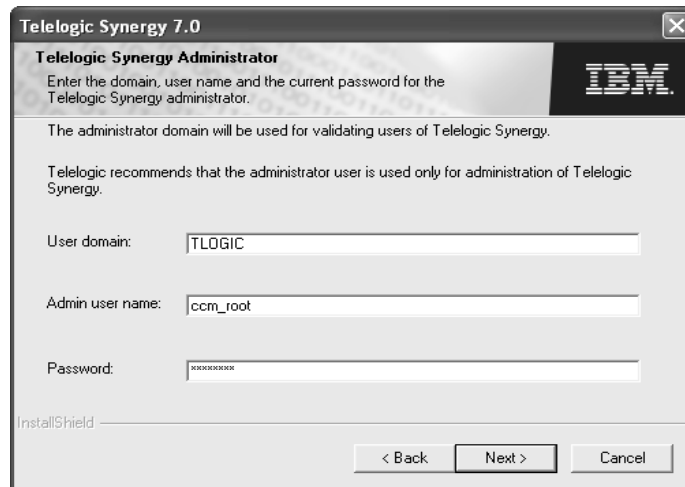 Telelogic Synergy 7.0
Telelogic Synergy Administrator
Enter the domain, user name and the current password for the
Telelogic Synergy administrator.
IBM.
The administrator domain will be used for validating users of Telelogic Synergy.
Telelogic recommends that the administrator user is used only for administration of Telelogic
Synergy.
User domain:
TLOGIC
Admin user name:
ccm_root
Password:
********
InstallShield
< Back
Next >
Cancel